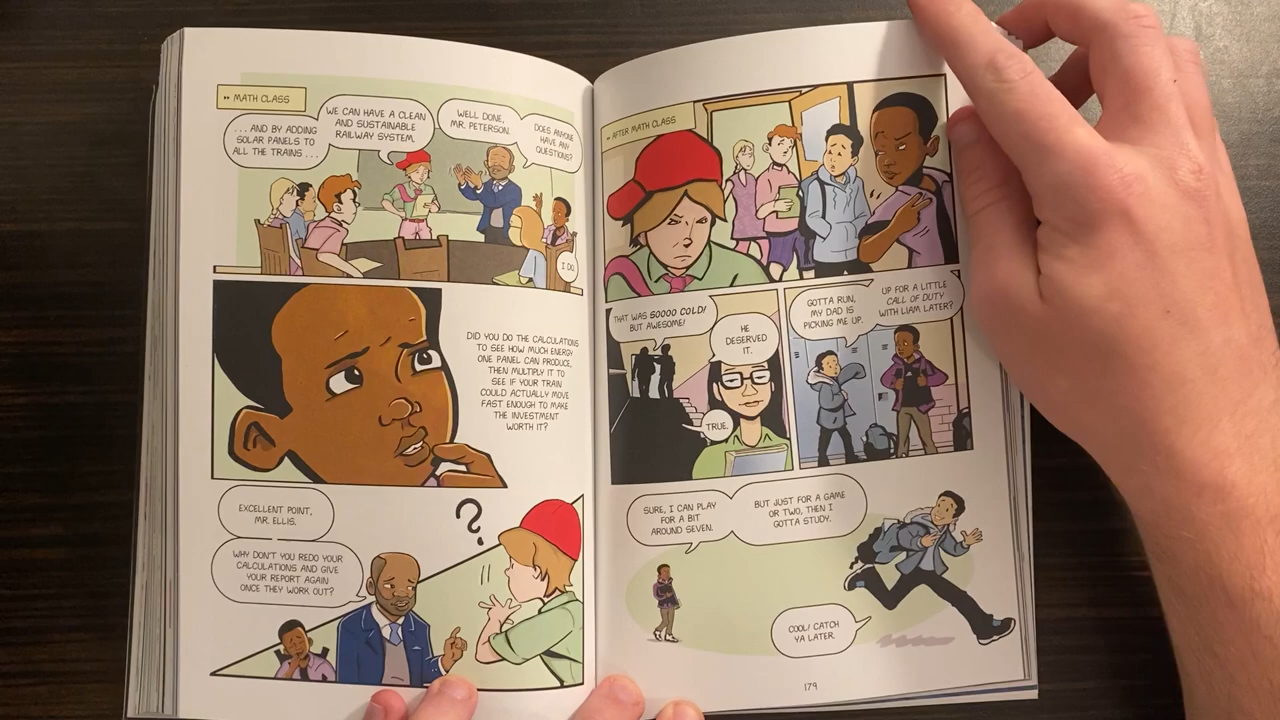 ▸▸ MATH CLASS
. . . AND BY ADDING
SOLAR PANELS TO
ALL THE TRAINS . . .
WE CAN HAVE A CLEAN
AND SUSTAINABLE
RAILWAY SYSTEM.
WELL DONE,
MR. PETERSON.
DOES ANYONE
HAVE ANY
QUESTIONS?
I DO.
DID YOU DO THE CALCULATIONS
TO SEE HOW MUCH ENERGY
ONE PANEL CAN PRODUCE,
THEN MULTIPLY IT TO
SEE IF YOUR TRAIN
COULD ACTUALLY MOVE
FAST ENOUGH TO MAKE
THE INVESTMENT
WORTH IT?
EXCELLENT POINT,
MR. ELLIS.
WHY DON'T YOU REDO YOUR
CALCULATIONS AND GIVE
YOUR REPORT AGAIN
ONCE THEY WORK OUT?
?
▸▸ AFTER MATH CLASS
THAT WAS SOOOO COLD!
BUT AWESOME!
HE
DESERVED
IT.
TRUE.
GOTTA RUN,
MY DAD IS
PICKING ME UP.
UP FOR A LITTLE
CALL OF DUTY
WITH LIAM LATER?
SURE, I CAN PLAY
FOR A BIT
AROUND SEVEN.
BUT JUST FOR A GAME
OR TWO, THEN I
GOTTA STUDY.
COOL! CATCH
YA LATER.
179